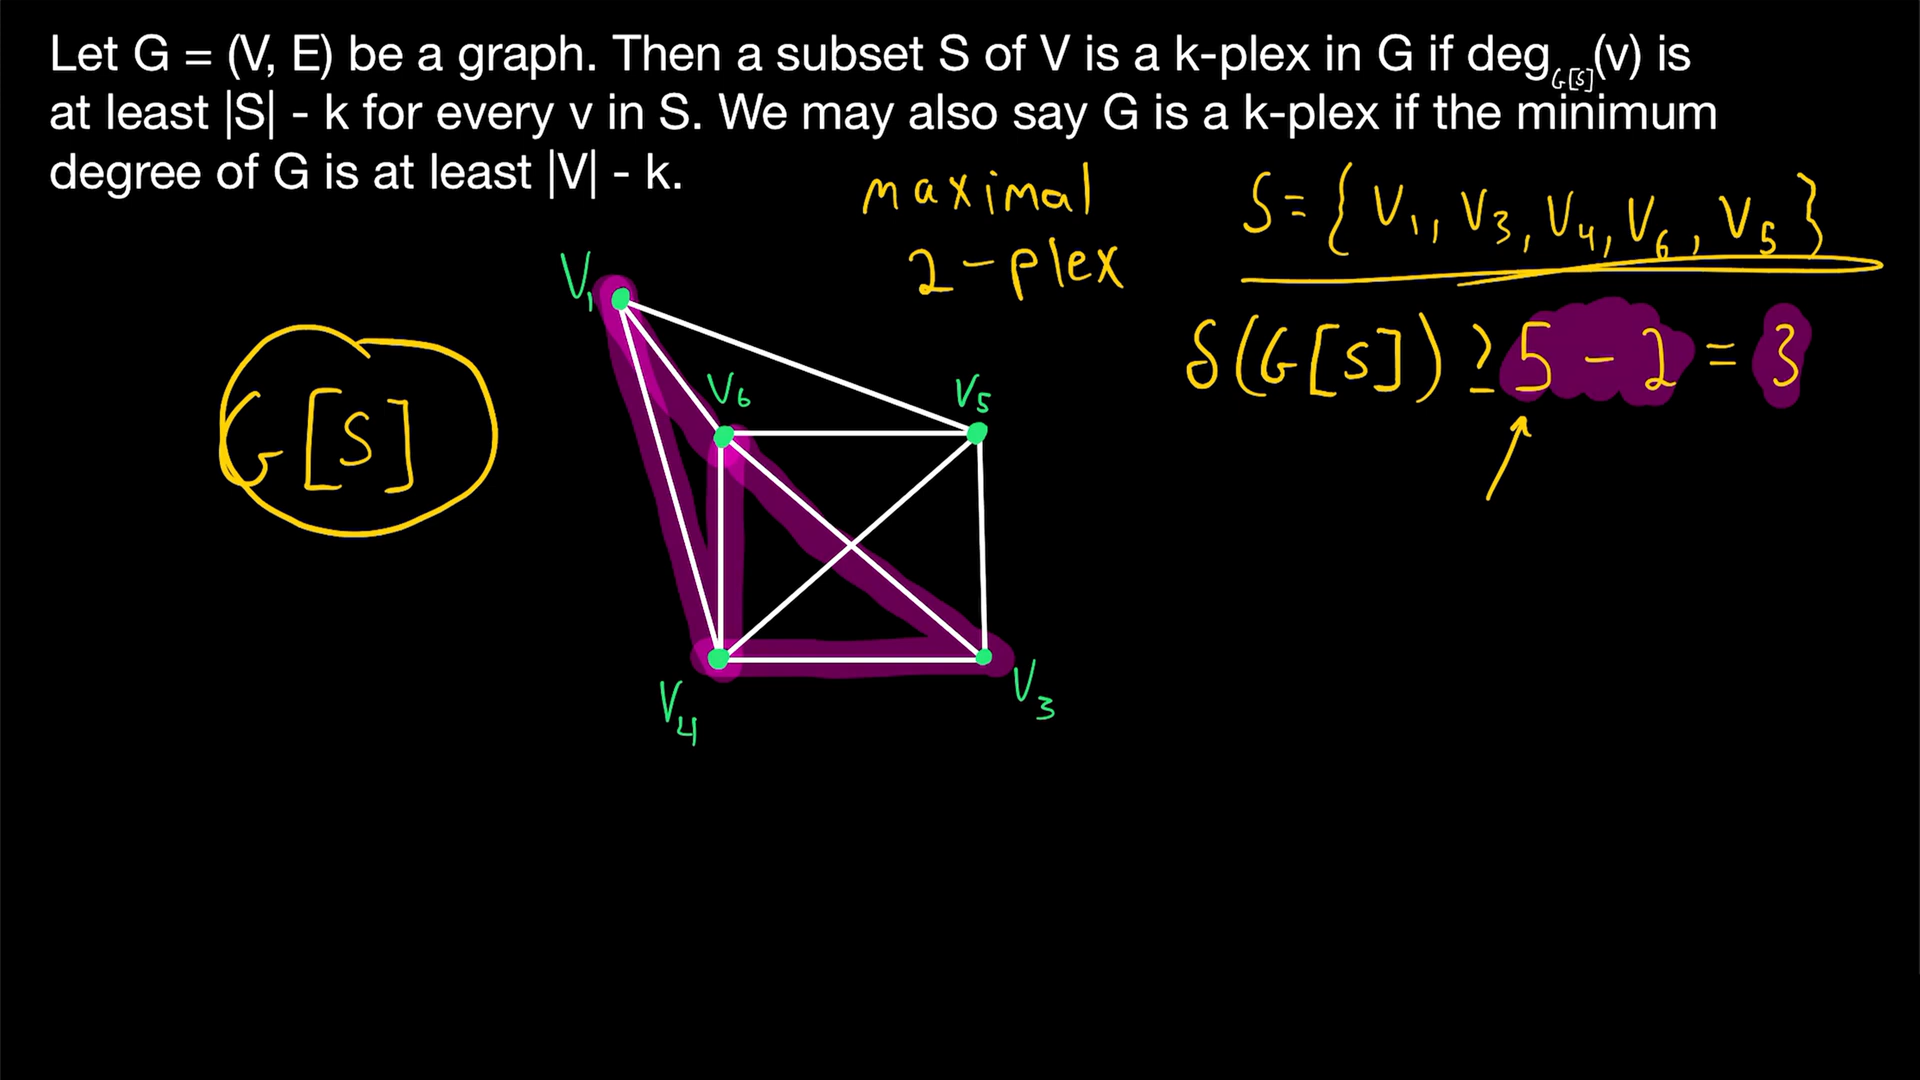 Let G = (V, E) be a graph. Then a subset S of V is a k-plex in G if deg_G[S](v) is
at least |S| - k for every v in S. We may also say G is a k-plex if the minimum
degree of G is at least |V| - k.
maximal
2-plex
S = { V₁, V₃, V₄, V₆, V₅ }
δ(G[S]) ≥ 5 - 2 = 3
G[S]
V₁
V₆
V₅
V₄
V₃